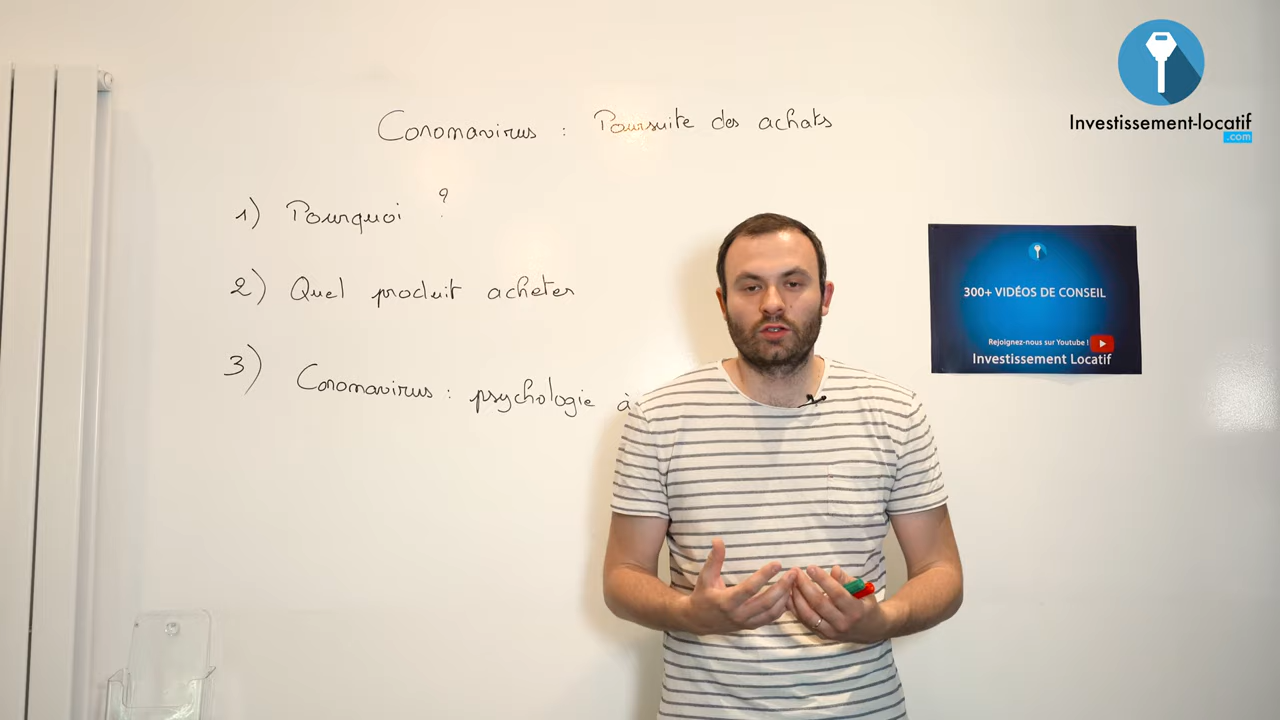 Coronavirus : Poursuite des achats
1) Pourquoi ?
2) Quel produit acheter
3) Coronavirus : psychologie à
Investissement-locatif
.com
300+ VIDÉOS DE CONSEIL
Rejoignez-nous sur Youtube !
Investissement Locatif